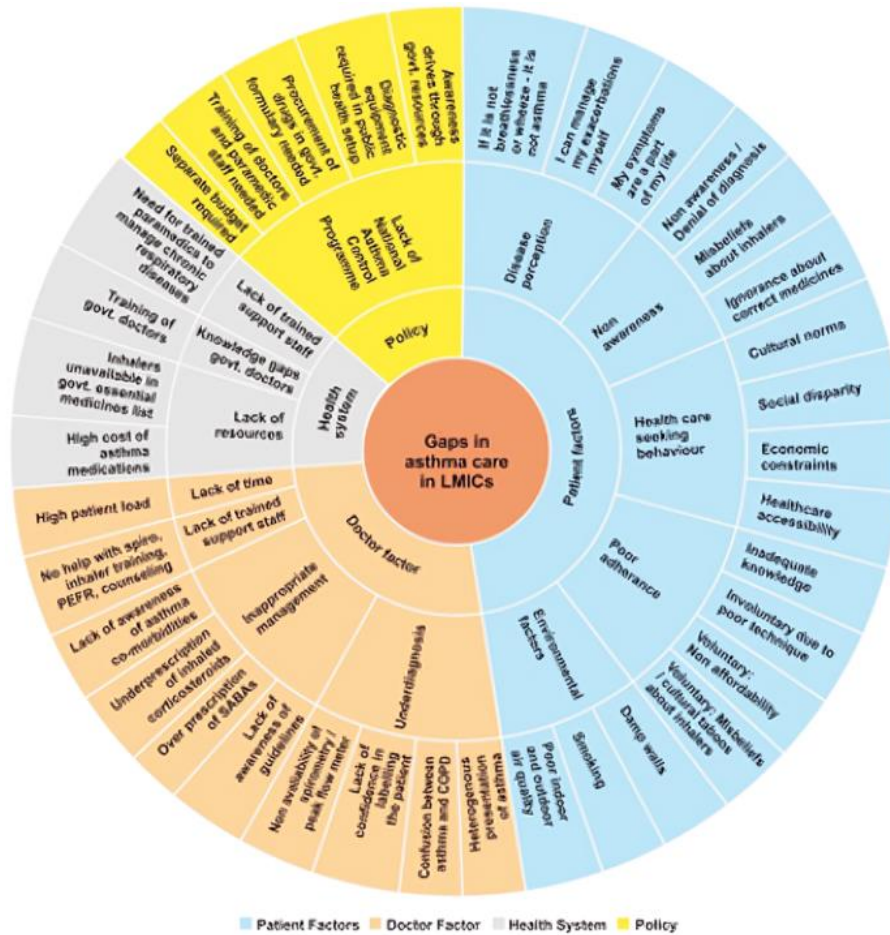 Gaps in
asthma care
in LMICs
Patient factors
Disease
perception
If it is not
breathlessness
or wheeze - it is
not asthma
I can manage
my exacerbations
myself
My symptoms
are a part
of my life
Non
awareness
Non awareness /
Denial of diagnosis
Misbeliefs
about inhalers
Ignorance about
correct medicines
Health care
seeking
behaviour
Cultural norms
Social disparity
Economic
constraints
Healthcare
accessibility
Poor
adherance
Inadequate
knowledge
Involuntary due to
poor technique
Voluntary:
Non affordability
Voluntary: Misbeliefs
/ cultural taboos
about inhalers
Environmental
factors
Damp walls
Smoking
Poor indoor
and outdoor
air quality
Doctor factor
Underdiagnosis
Heterogenous
presentation
of asthma
Confusion between
asthma and COPD
Lack of
confidence in
labelling
the patient
Non avaliability of
spirometry /
peak flow meter
Inappropriate
management
Lack of
awareness of
guidelines
Over prescription
of SABAs
Underprescription
of inhaled
corticosteroids
Lack of awareness
of asthma
co-morbidities
Lack of trained
support staff
No help with spiro,
inhaler training,
PEFR, counseling
Lack of time
High patient load
Health
system
Lack of
resources
High cost of
asthma
medications
Inhalers
unavailable in
govt. essential
medicines list
Knowledge gaps
govt. doctors
Training of
govt. doctors
Lack of trained
support staff
Need for trained
paramedics to
manage chronic
respiratory
diseases
Policy
Lack of
National
Asthma
Control
Programme
Separate budget
required
Training of doctors
and paramedic
staff needed
Procurement of
drugs in govt.
formulary needed
Diagnostic
equipment
required in public
health setup
Awareness
drives through
govt. resources
Patient Factors
Doctor Factor
Health System
Policy